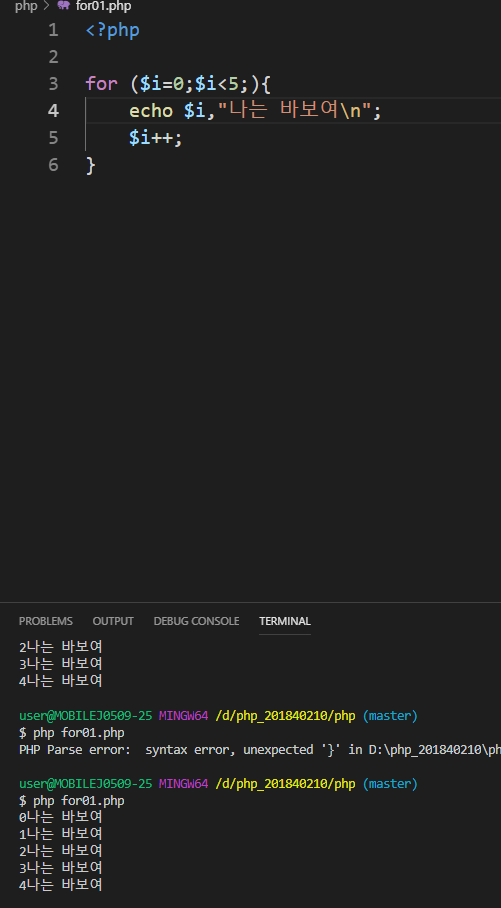 php > for01.php
1 <?php
2
3 for ($i=0;$i<5;){
4 echo $i,"나는 바보여\n";
5 $i++;
6 }
PROBLEMS OUTPUT DEBUG CONSOLE TERMINAL
2나는 바보여
3나는 바보여
4나는 바보여
user@MOBILEJ0509-25 MINGW64 /d/php_201840210/php (master)
$ php for01.php
PHP Parse error:  syntax error, unexpected '}' in D:\php_201840210\ph
user@MOBILEJ0509-25 MINGW64 /d/php_201840210/php (master)
$ php for01.php
0나는 바보여
1나는 바보여
2나는 바보여
3나는 바보여
4나는 바보여